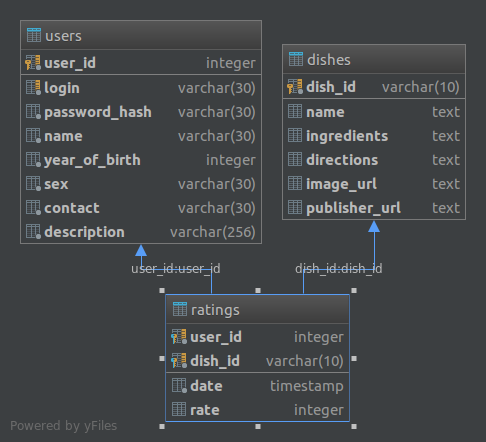 users
user_id integer
login varchar(30)
password_hash varchar(30)
name varchar(30)
year_of_birth integer
sex varchar(30)
contact varchar(30)
description varchar(256)
dishes
dish_id varchar(10)
name text
ingredients text
directions text
image_url text
publisher_url text
user_id:user_id
dish_id:dish_id
ratings
user_id integer
dish_id varchar(10)
date timestamp
rate integer
Powered by yFiles